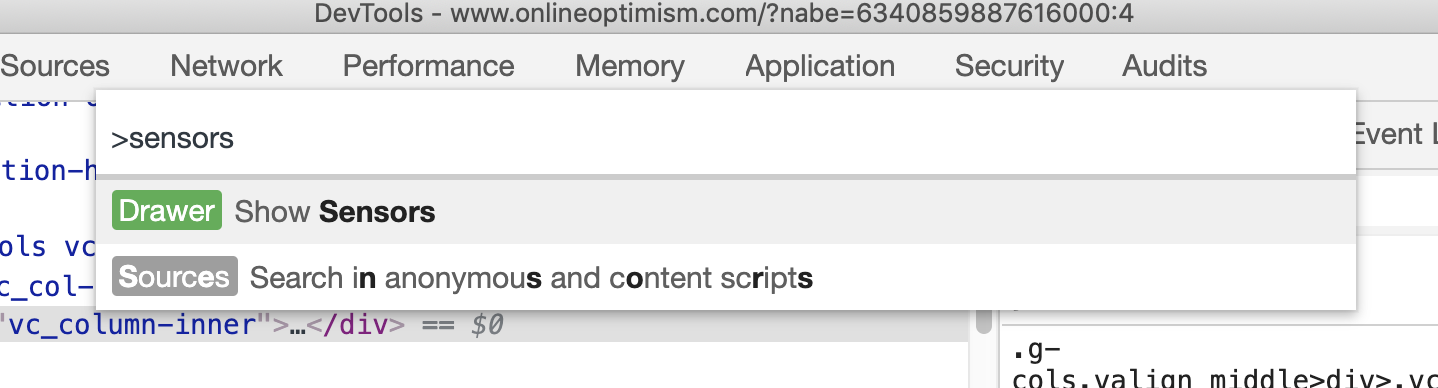 DevTools - www.onlineoptimism.com/?nabe=6340859887616000:4
Sources Network Performance Memory Application Security Audits
>sensors
Event L
tion-h
Drawer Show Sensors
ols vc
Sources Search in anonymous and content scripts
c_col-
"vc_column-inner">…</div> == $0
.g-
cols.valign_middle>div>.vc